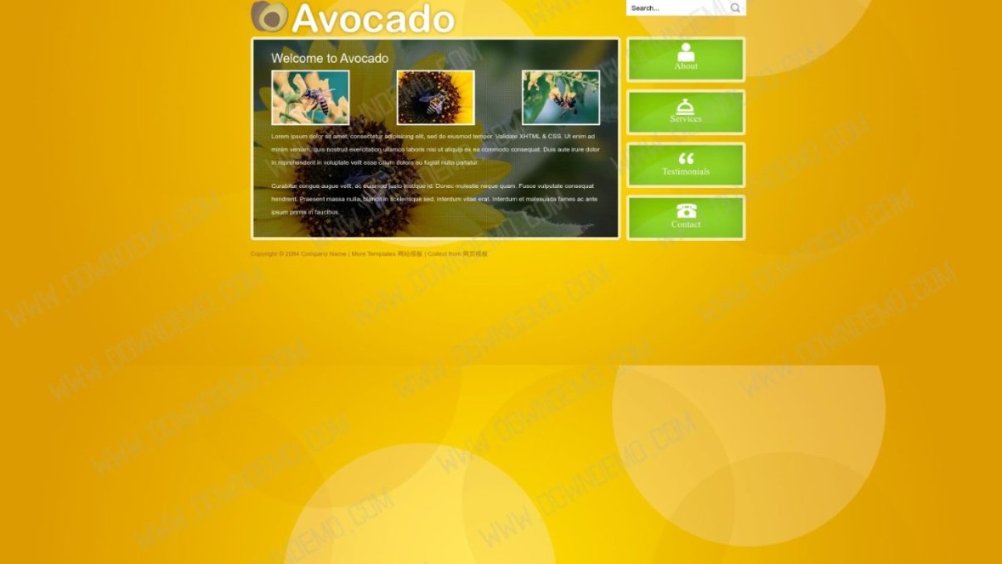 Avocado
Search...
Welcome to Avocado
Lorem ipsum dolor sit amet, consectetur adipisicing elit, sed do eiusmod tempor. Validate XHTML & CSS. Ut enim ad
minim veniam, quis nostrud exercitation ullamco laboris nisi ut aliquip ex ea commodo consequat. Duis aute irure dolor
in reprehenderit in voluptate velit esse cillum dolore eu fugiat nulla pariatur.
Curabitur congue augue velit, ac euismod justo tristique id. Donec molestie neque quam. Fusce vulputate consequat
hendrerit. Praesent massa nulla, blandit in scelerisque sed, interdum vitae erat. Interdum et malesuada fames ac ante
ipsum primis in faucibus.
About
Services
Testimonials
Contact
Copyright © 2084 Company Name | More Templates 网站模板 | Collect from 网页模板
WWW.DOWNDEMO.COM